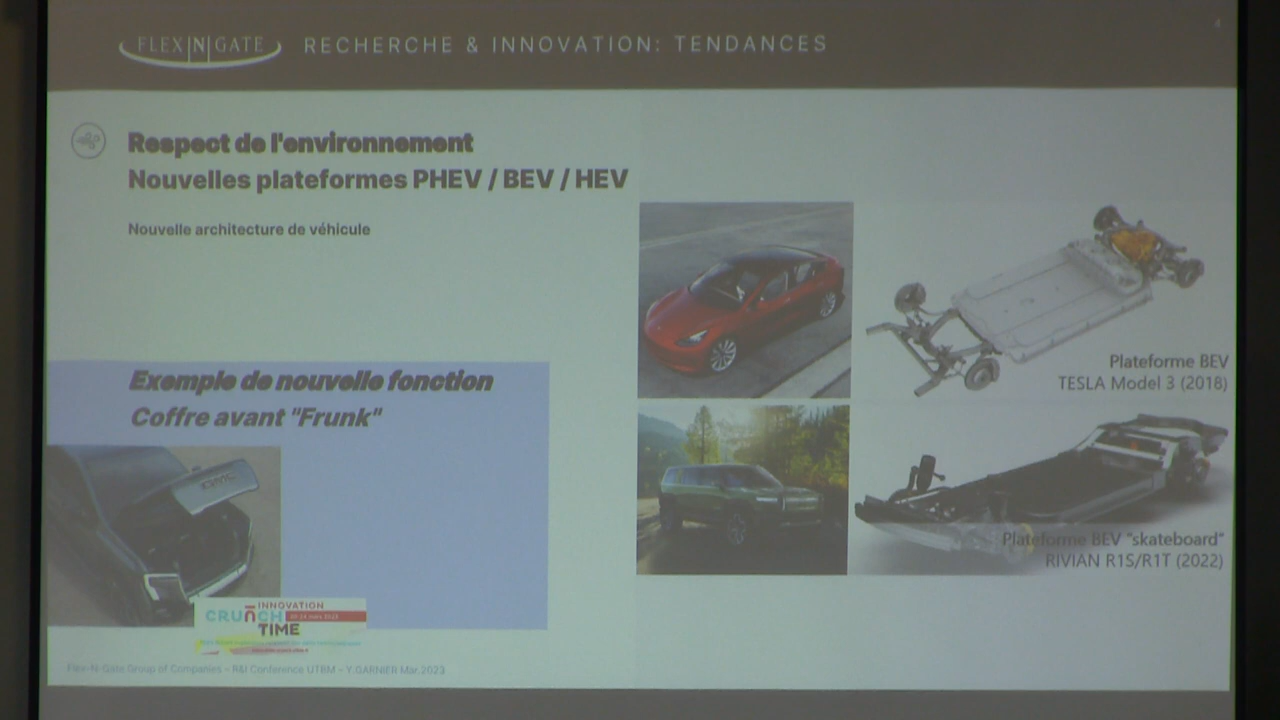 FLEX|N|GATE
RECHERCHE & INNOVATION: TENDANCES
4
Respect de l'environnement
Nouvelles plateformes PHEV / BEV / HEV
Nouvelle architecture de véhicule
Plateforme BEV
TESLA Model 3 (2018)
Exemple de nouvelle fonction
Coffre avant "Frunk"
Plateforme BEV "skateboard"
RIVIAN R1S/R1T (2022)
INNOVATION
CRUNCH
TIME
Flex-N-Gate Group of Companies – R&I Conference UTBM – Y.GARNIER Mar.2023